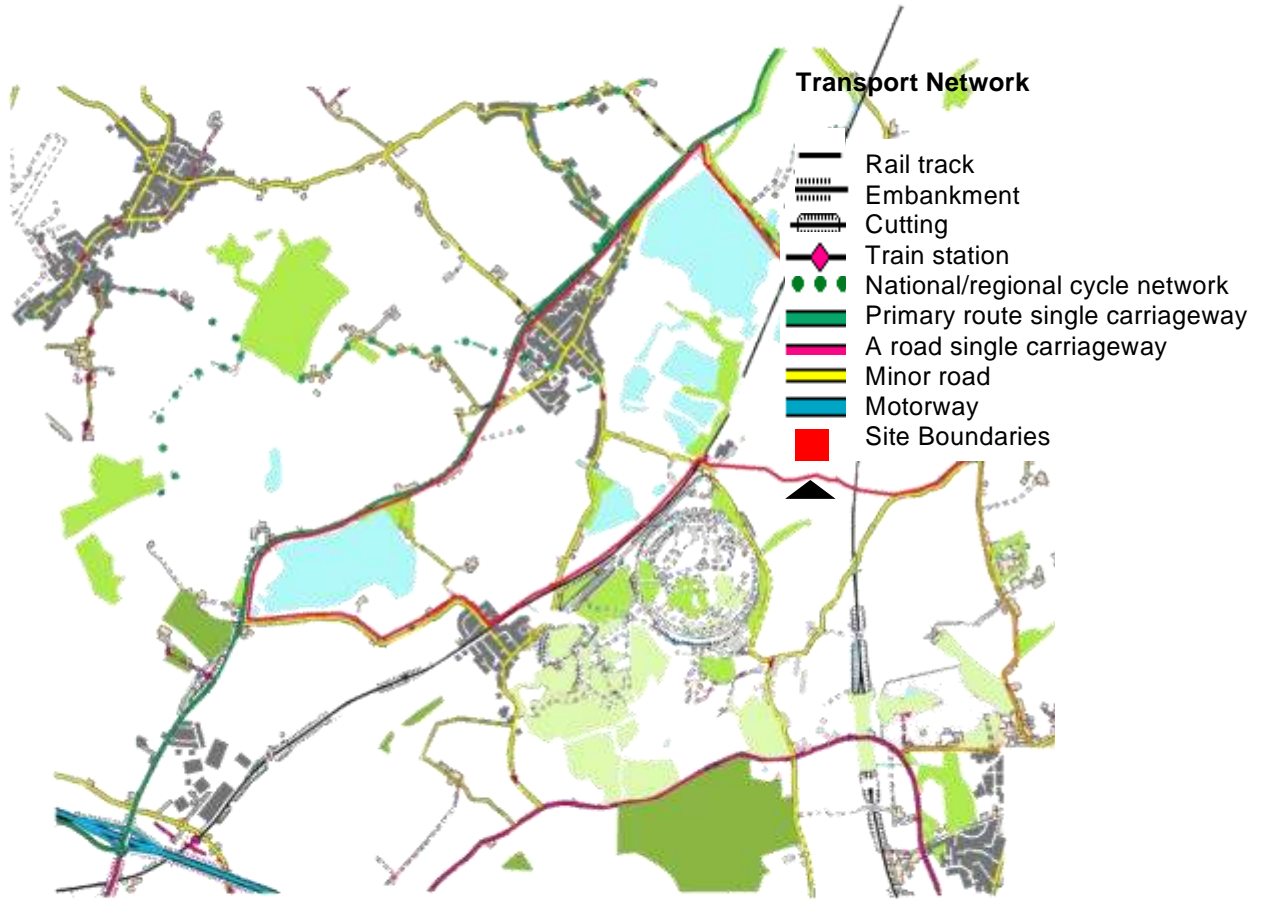 Transport Network
Rail track
Embankment
Cutting
Train station
National/regional cycle network
Primary route single carriageway
A road single carriageway
Minor road
Motorway
Site Boundaries